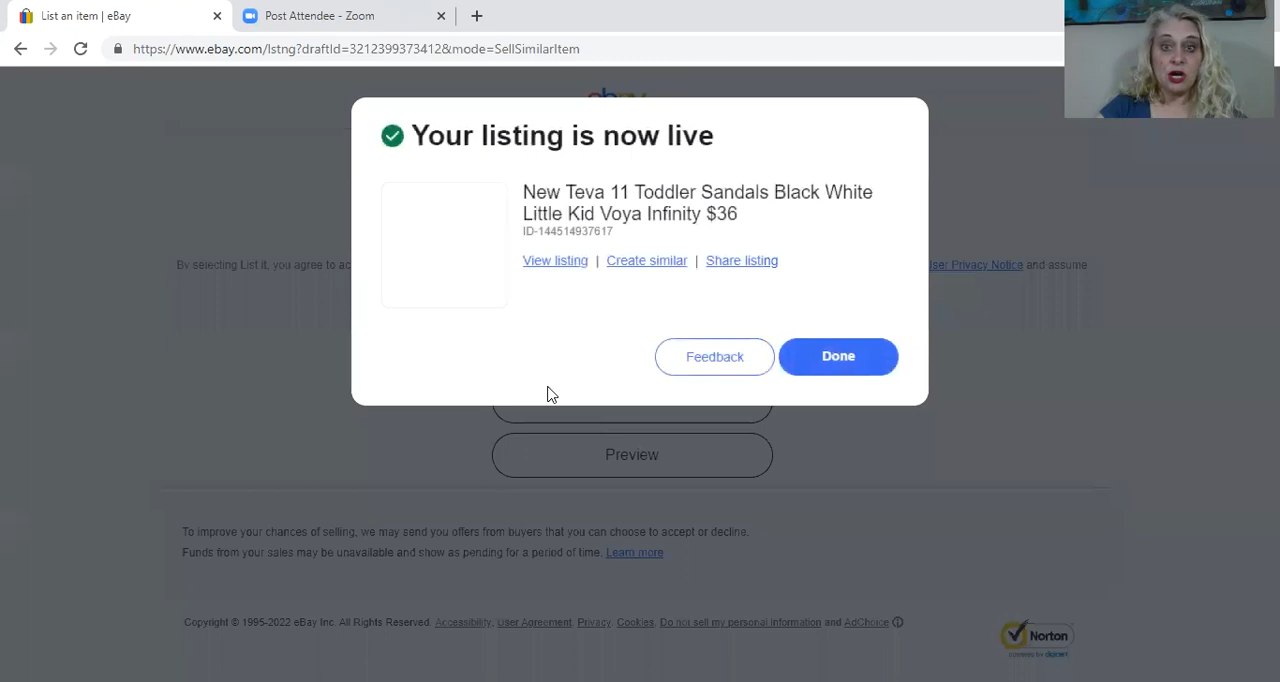 List an item | eBay
Post Attendee - Zoom
https://www.ebay.com/lstng?draftId=3212399373412&mode=SellSimilarItem
ebay
Your listing is now live
New Teva 11 Toddler Sandals Black White
Little Kid Voya Infinity $36
ID-144514937617
View listing | Create similar | Share listing
By selecting List it, you agree to ac
User Privacy Notice and assume
Feedback
Done
Preview
To improve your chances of selling, we may send you offers from buyers that you can choose to accept or decline.
Funds from your sales may be unavailable and show as pending for a period of time. Learn more
Copyright © 1995-2022 eBay Inc. All Rights Reserved. Accessibility, User Agreement, Privacy, Cookies, Do not sell my personal information and AdChoice
Norton
powered by digicert